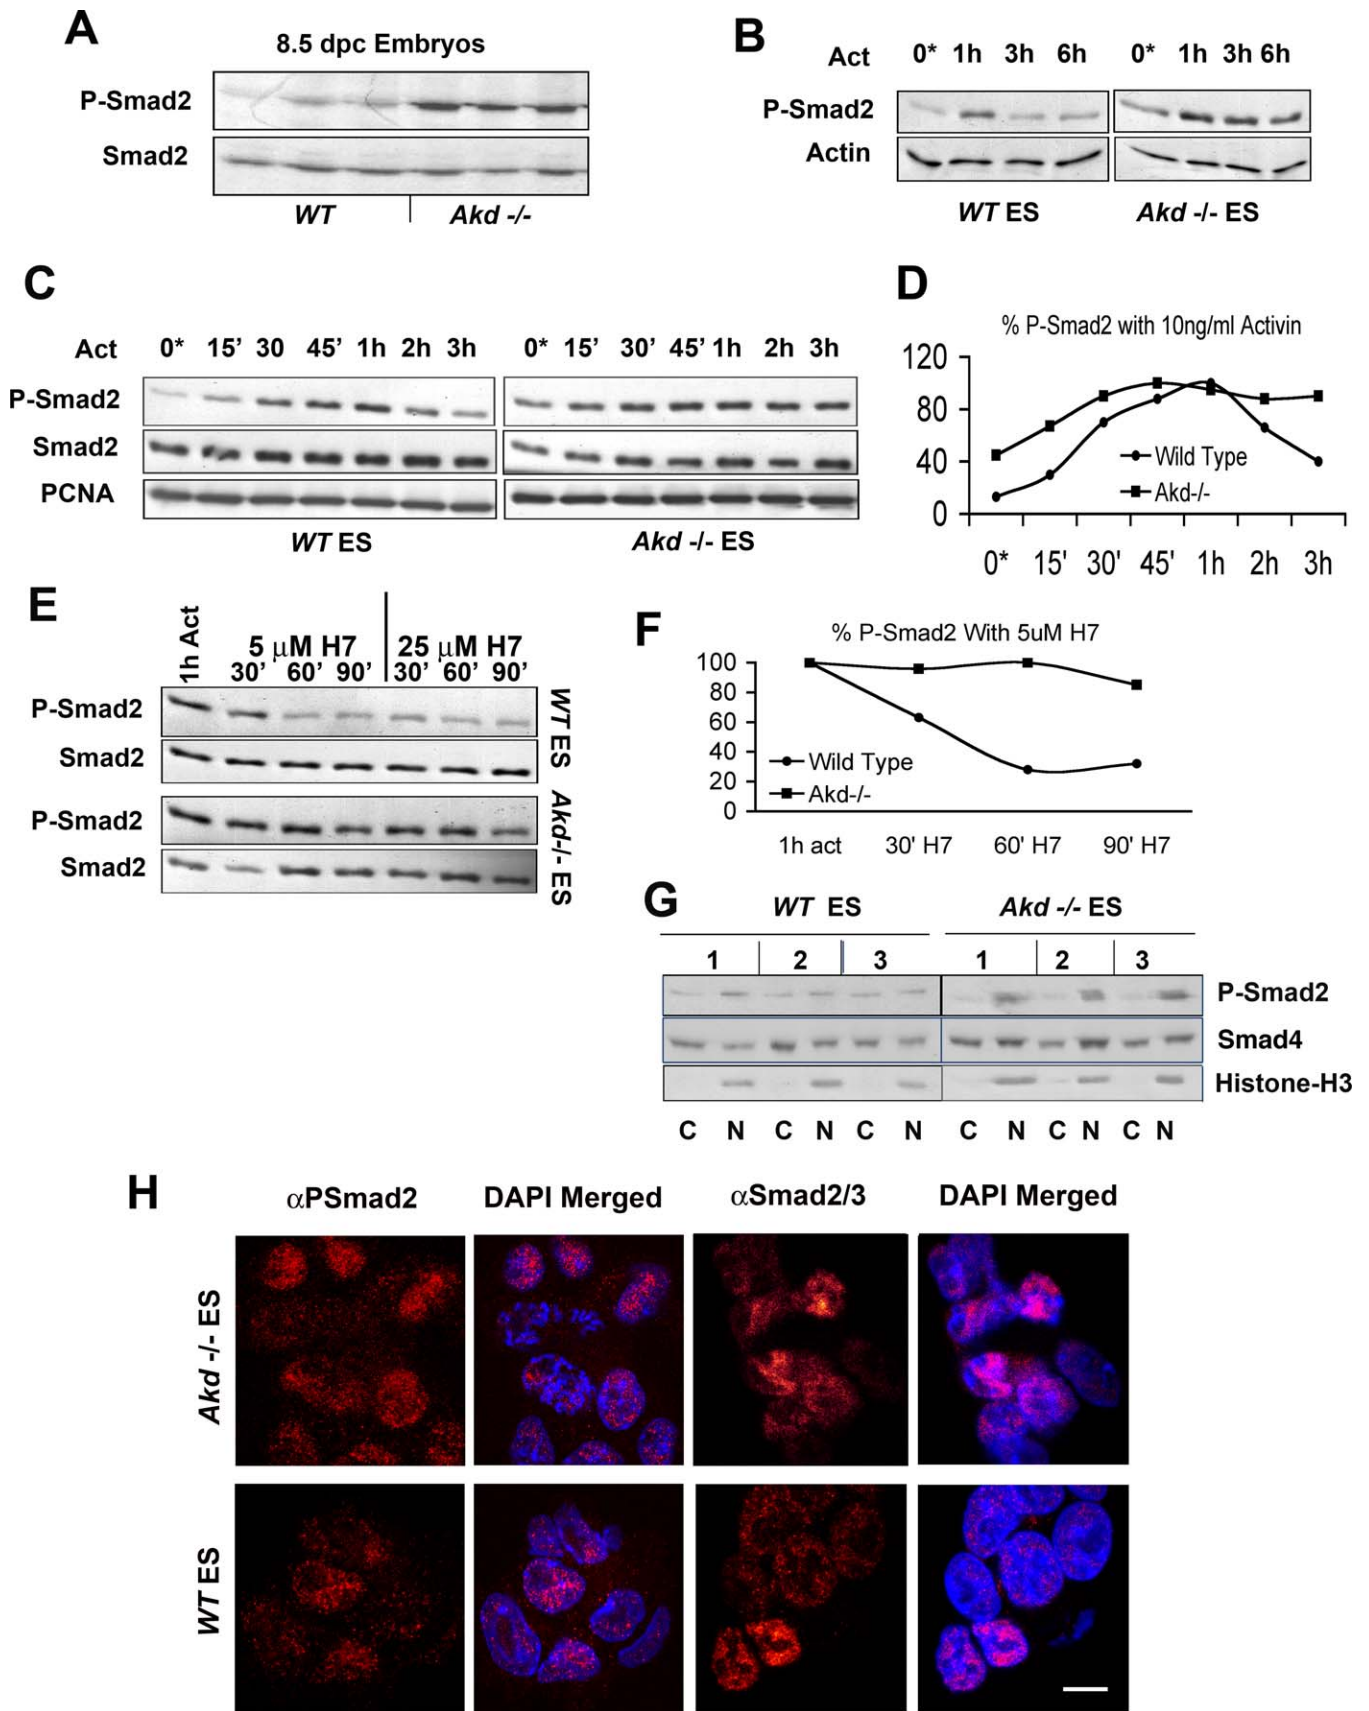 A
8.5 dpc Embryos
P-Smad2
Smad2
WT
Akd -/-
B
Act 0* 1h 3h 6h 0* 1h 3h 6h
P-Smad2
Actin
WT ES
Akd -/- ES
C
Act 0* 15’ 30 45’ 1h 2h 3h 0* 15’ 30’ 45’ 1h 2h 3h
P-Smad2
Smad2
PCNA
WT ES
Akd -/- ES
D
% P-Smad2 with 10ng/ml Activin
120
80
40
0
Wild Type
Akd-/-
0* 15' 30' 45' 1h 2h 3h
E
1h Act
5 μM H7
25 μM H7
30’ 60’ 90’ 30’ 60’ 90’
P-Smad2
Smad2
WT ES
P-Smad2
Smad2
Akd-/- ES
F
% P-Smad2 With 5uM H7
100
80
60
40
20
0
Wild Type
Akd-/-
1h act 30' H7 60' H7 90' H7
G
WT ES
Akd -/- ES
1 2 3 1 2 3
P-Smad2
Smad4
Histone-H3
C N C N C N C N C N C N
H
αPSmad2
DAPI Merged
αSmad2/3
DAPI Merged
Akd -/- ES
WT ES